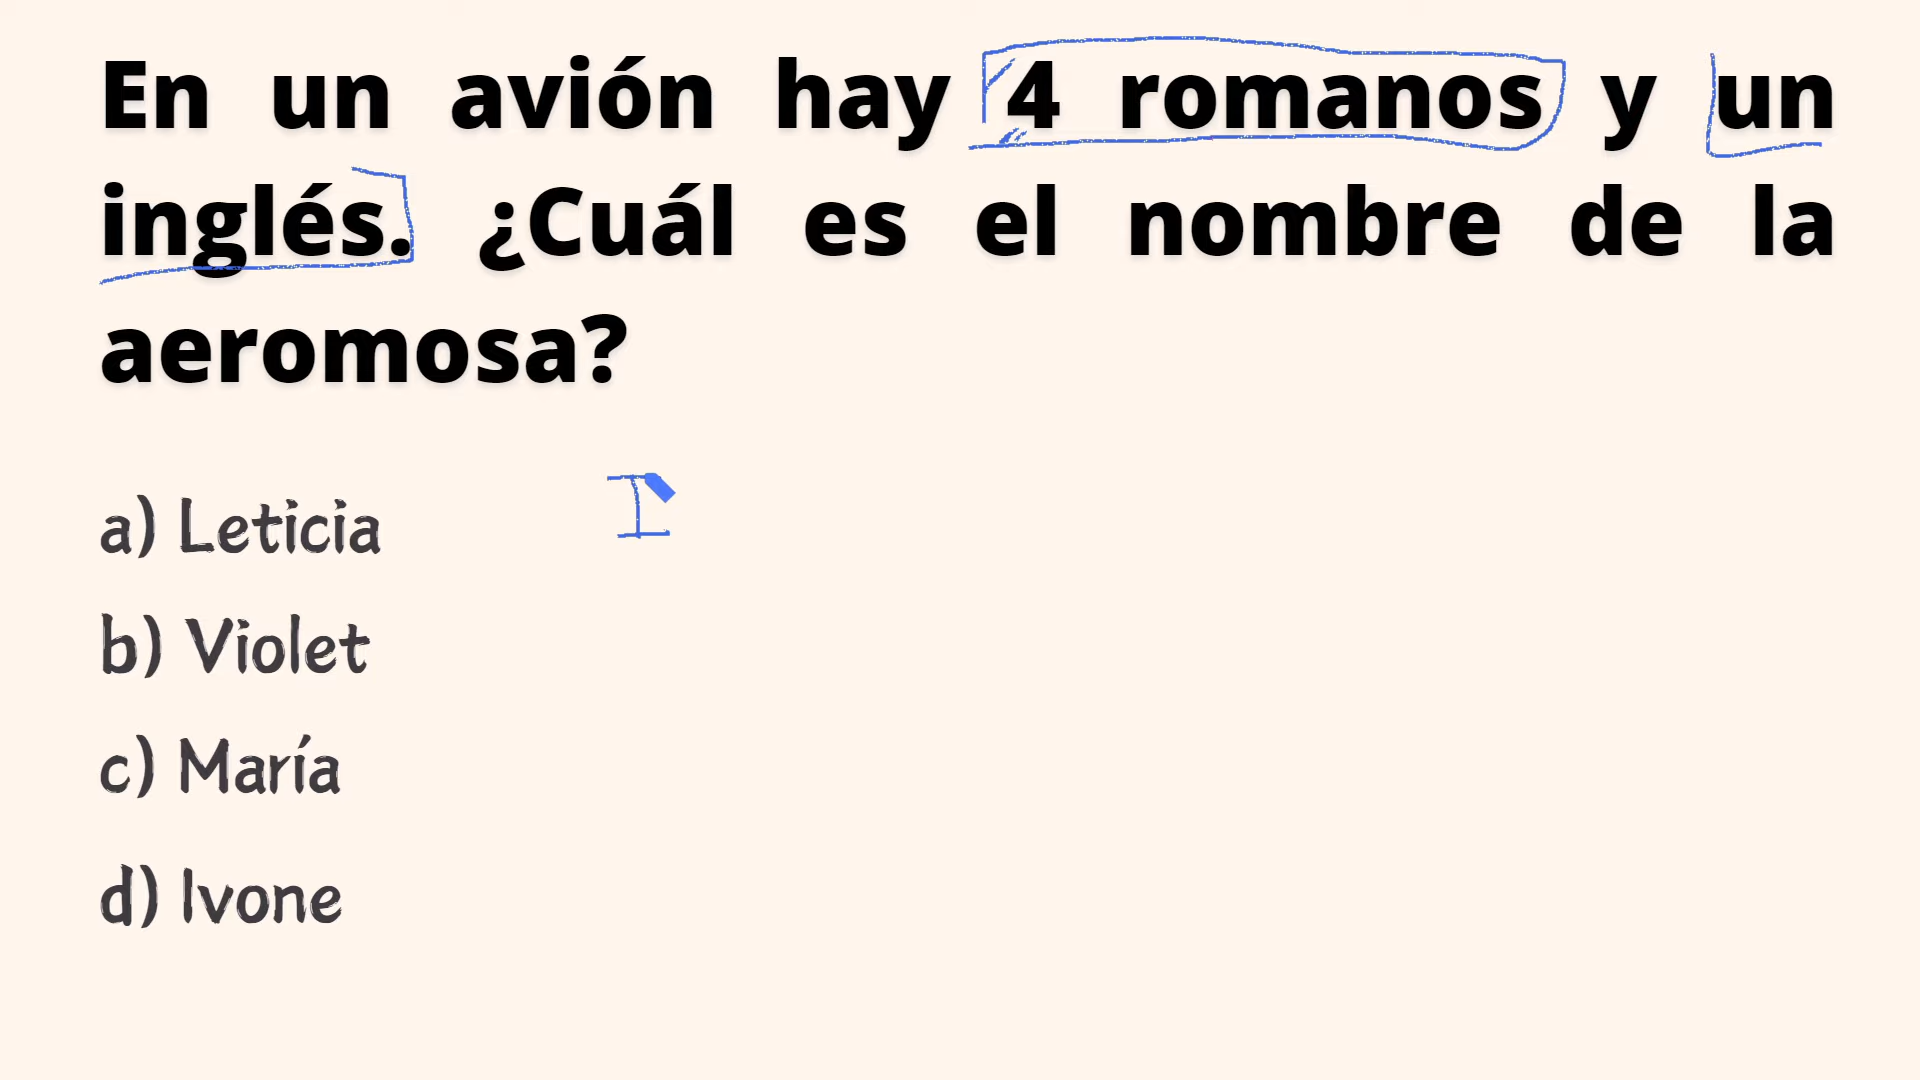 En un avión hay 4 romanos y un
inglés. ¿Cuál es el nombre de la
aeromosa?
a) Leticia
I
b) Violet
c) María
d) Ivone